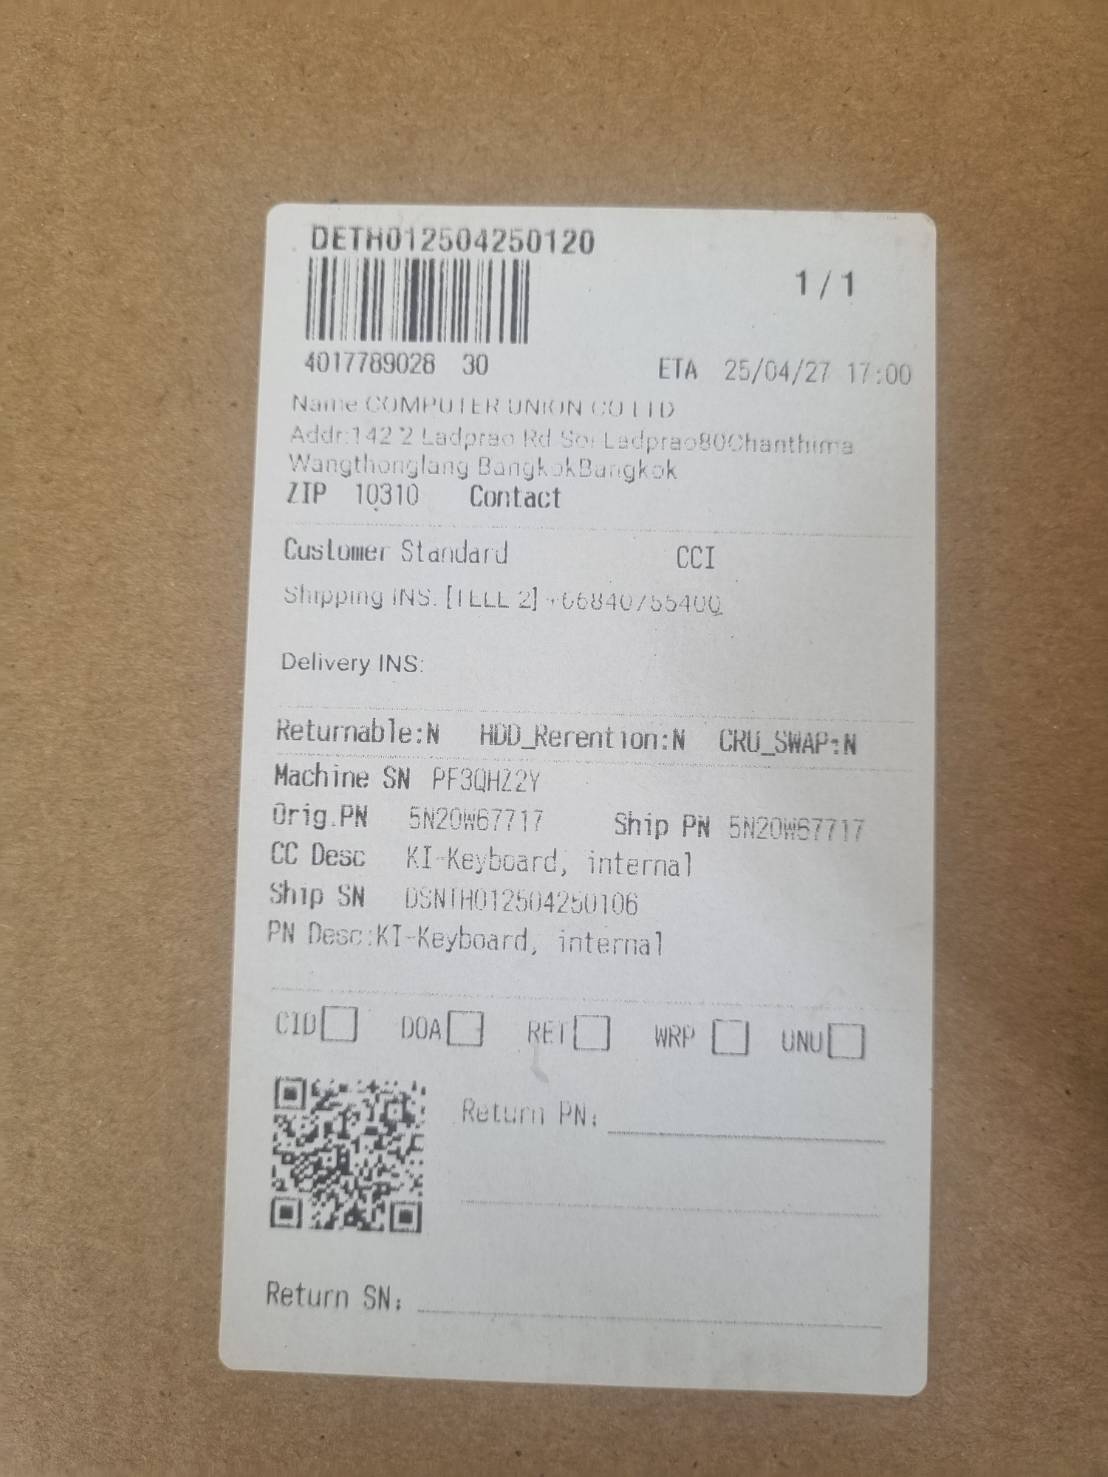 DETH012504250120
1/1
4017789028 30 ETA 25/04/27 17:00
Name COMPUTER UNION CO LTD
Addr:142 2 Ladprao Rd Soi Ladprao80Chanthima
Wangthonglang BangkokBangkok
ZIP 10310 Contact
Customer Standard CCI
Shipping INS. [TELL 2] +66840755400
Delivery INS:
Returnable:N HDD_Rerention:N CRU_SWAP:N
Machine SN PF3QHZ2Y
Orig.PN 5N20W67717 Ship PN 5N20W67717
CC Desc KI-Keyboard, internal
Ship SN DSNTH012504250106
PN Desc:KI-Keyboard, internal
CID DOA RET WRP UNU
Return PN:
Return SN: